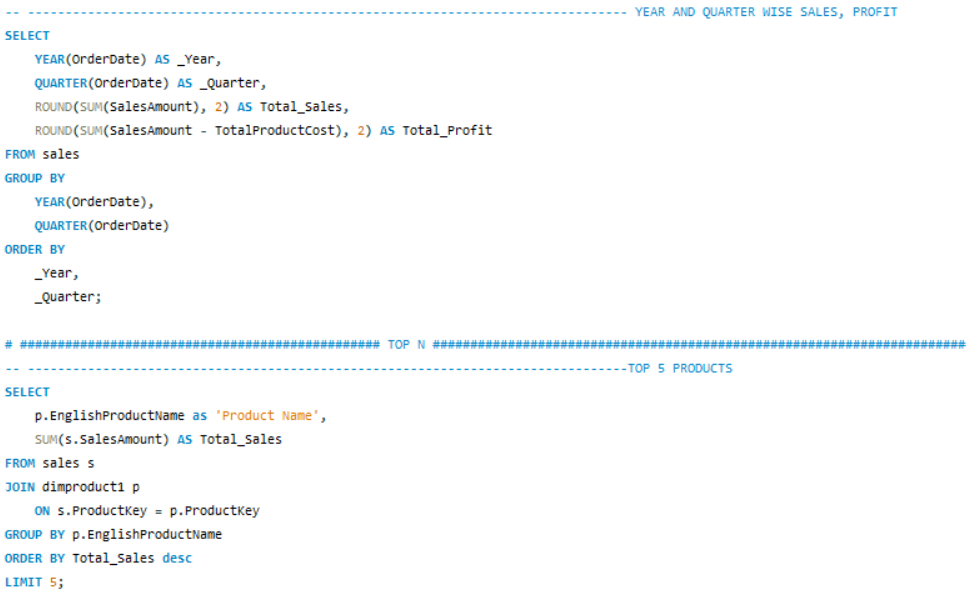 -- -------------------------------------------------------------------------------- YEAR AND QUARTER WISE SALES, PROFIT
SELECT
    YEAR(OrderDate) AS _Year,
    QUARTER(OrderDate) AS _Quarter,
    ROUND(SUM(SalesAmount), 2) AS Total_Sales,
    ROUND(SUM(SalesAmount - TotalProductCost), 2) AS Total_Profit
FROM sales
GROUP BY
    YEAR(OrderDate),
    QUARTER(OrderDate)
ORDER BY
    _Year,
    _Quarter;
# ################################################ TOP N #######################################################################
-- --------------------------------------------------------------------------------TOP 5 PRODUCTS
SELECT
    p.EnglishProductName as 'Product Name',
    SUM(s.SalesAmount) AS Total_Sales
FROM sales s
JOIN dimproduct1 p
    ON s.ProductKey = p.ProductKey
GROUP BY p.EnglishProductName
ORDER BY Total_Sales desc
LIMIT 5;